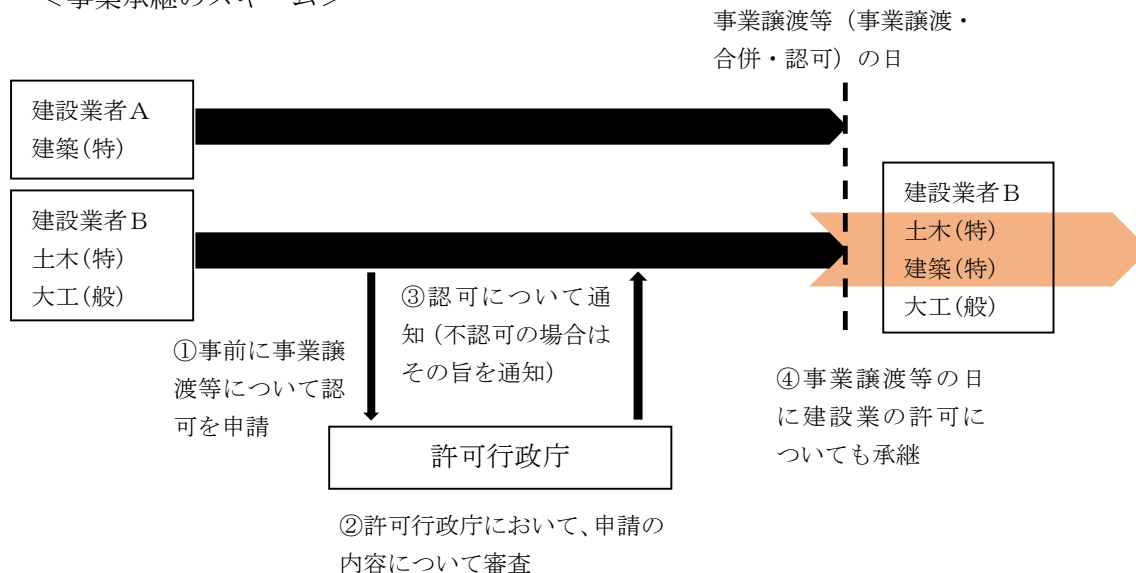 <事業承継のスキーム>
事業譲渡等（事業譲渡・
合併・認可）の日
建設業者Ａ
建築(特)
建設業者Ｂ
土木(特)
大工(般)
建設業者Ｂ
土木(特)
建築(特)
大工(般)
①事前に事業譲
渡等について認
可を申請
③認可について通
知（不認可の場合は
その旨を通知）
④事業譲渡等の日
に建設業の許可に
ついても承継
許可行政庁
②許可行政庁において、申請の
内容について審査